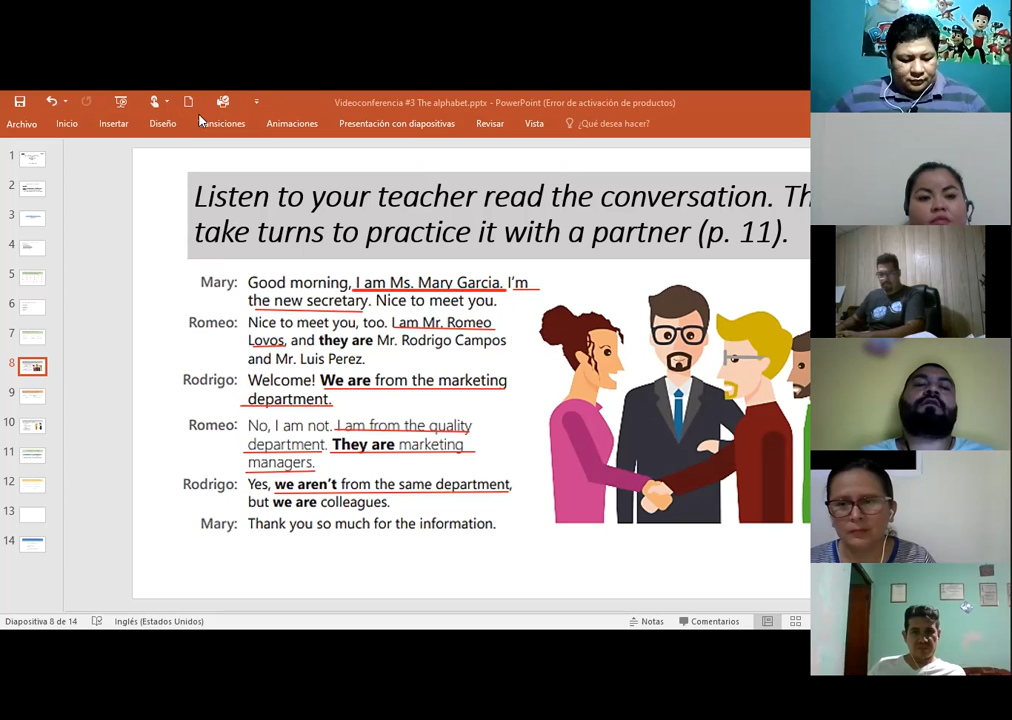 Videoconferencia #3 The alphabet.pptx - PowerPoint (Error de activación de productos)
Archivo Inicio Insertar Diseño Transiciones Animaciones Presentación con diapositivas Revisar Vista ¿Qué desea hacer?
1
2
3
4
5
6
7
8
9
10
11
12
13
14
Listen to your teacher read the conversation.
take turns to practice it with a partner (p. 11).
Mary: Good morning, I am Ms. Mary Garcia. I'm
the new secretary. Nice to meet you.
Romeo: Nice to meet you, too. I am Mr. Romeo
Lovos, and they are Mr. Rodrigo Campos
and Mr. Luis Perez.
Rodrigo: Welcome! We are from the marketing
department.
Romeo: No, I am not. I am from the quality
department. They are marketing
managers.
Rodrigo: Yes, we aren't from the same department,
but we are colleagues.
Mary: Thank you so much for the information.
Diapositiva 8 de 14 Inglés (Estados Unidos) Notas Comentarios